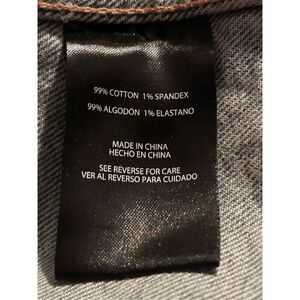 99% COTTON 1% SPANDEX
99% ALGODÓN 1% ELASTANO
MADE IN CHINA
HECHO EN CHINA
SEE REVERSE FOR CARE
VER AL REVERSO PARA CUIDADO